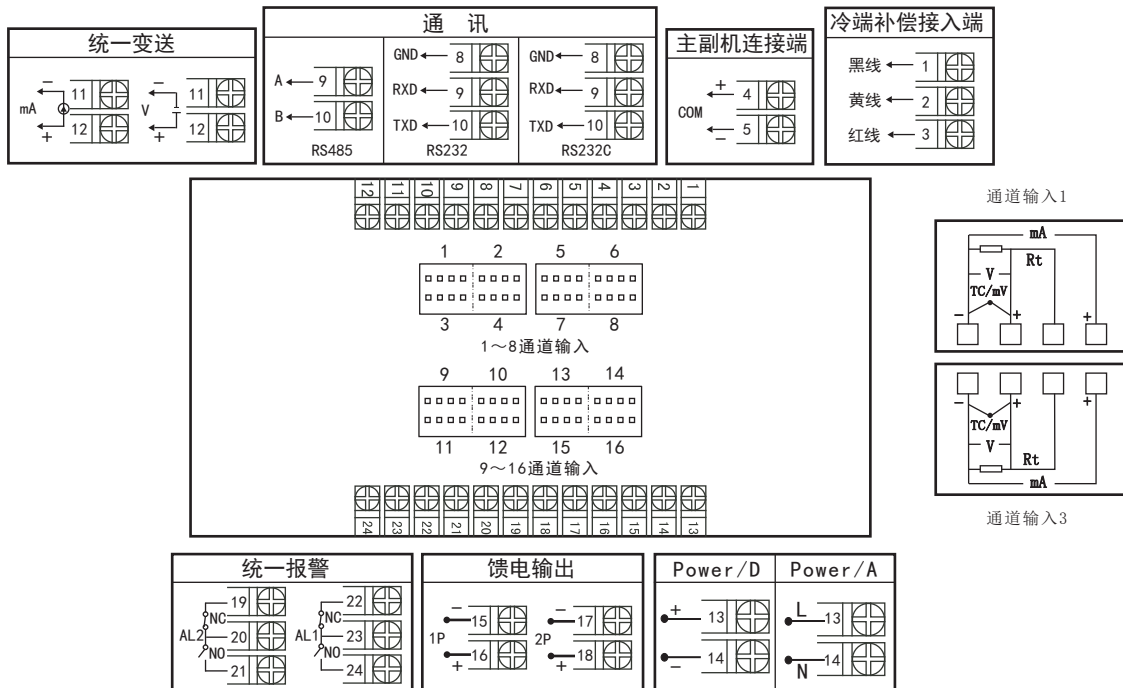 统一变送
－
mA
＋
11
12
－
V
＋
11
12
通 讯
A
9
B
10
RS485
GND
8
RXD
9
TXD
10
RS232
GND
8
RXD
9
TXD
10
RS232C
主副机连接端
COM
＋
4
5
－
冷端补偿接入端
黑线
1
黄线
2
红线
3
12 11 10 9 8 7 6 5 4 3 2 1
1 2 5 6
3 4 7 8
1～8通道输入
9 10 13 14
11 12 15 16
9～16通道输入
24 23 22 21 20 19 18 17 16 15 14 13
通道输入1
mA
Rt
V
TC/mV
－ ＋ ＋
－ ＋ ＋
TC/mV
V
Rt
mA
通道输入3
统一报警
AL2
19
NC
20
NO
21
AL1
22
NC
23
NO
24
馈电输出
1P
－
15
16
＋
2P
－
17
18
＋
Power/D
＋
13
14
－
Power/A
L
13
14
N